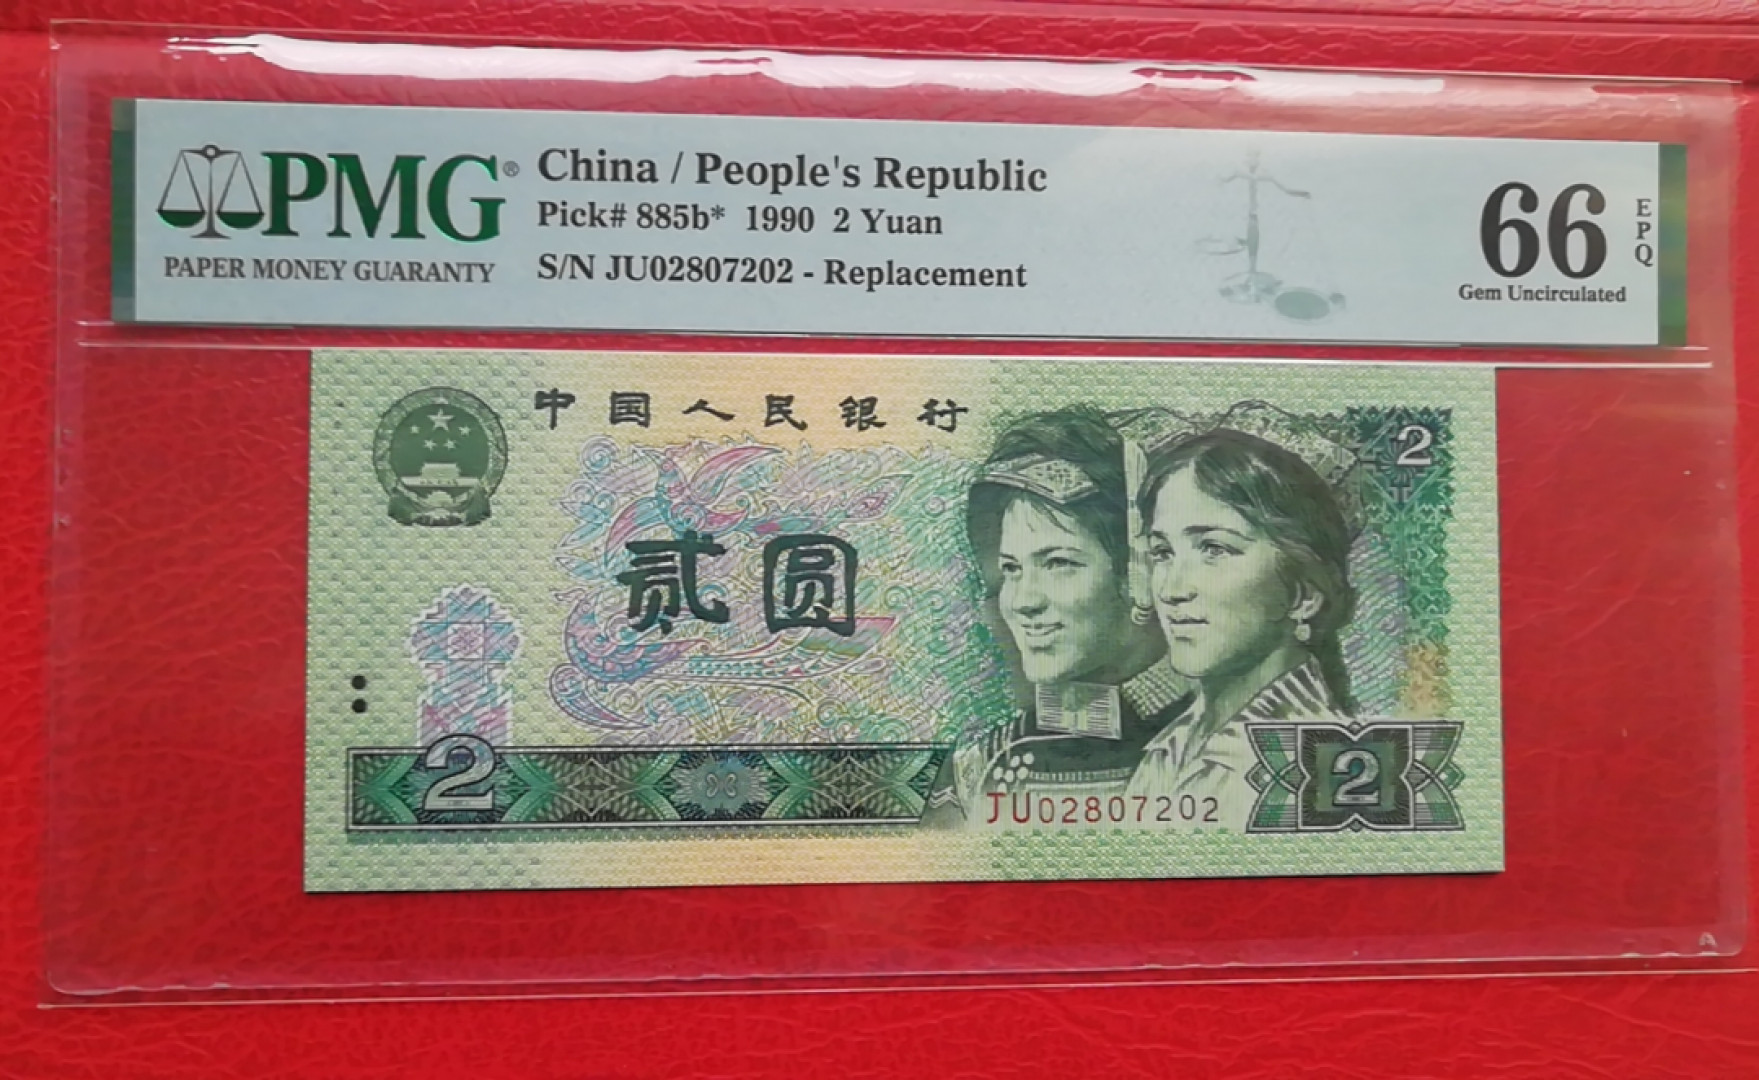 PMG®
PAPER MONEY GUARANTY
China / People's Republic
Pick# 885b* 1990 2 Yuan
S/N JU02807202 - Replacement
66
EPQ
Gem Uncirculated
中国人民银行
2
贰圆
2
JU02807202
2
A